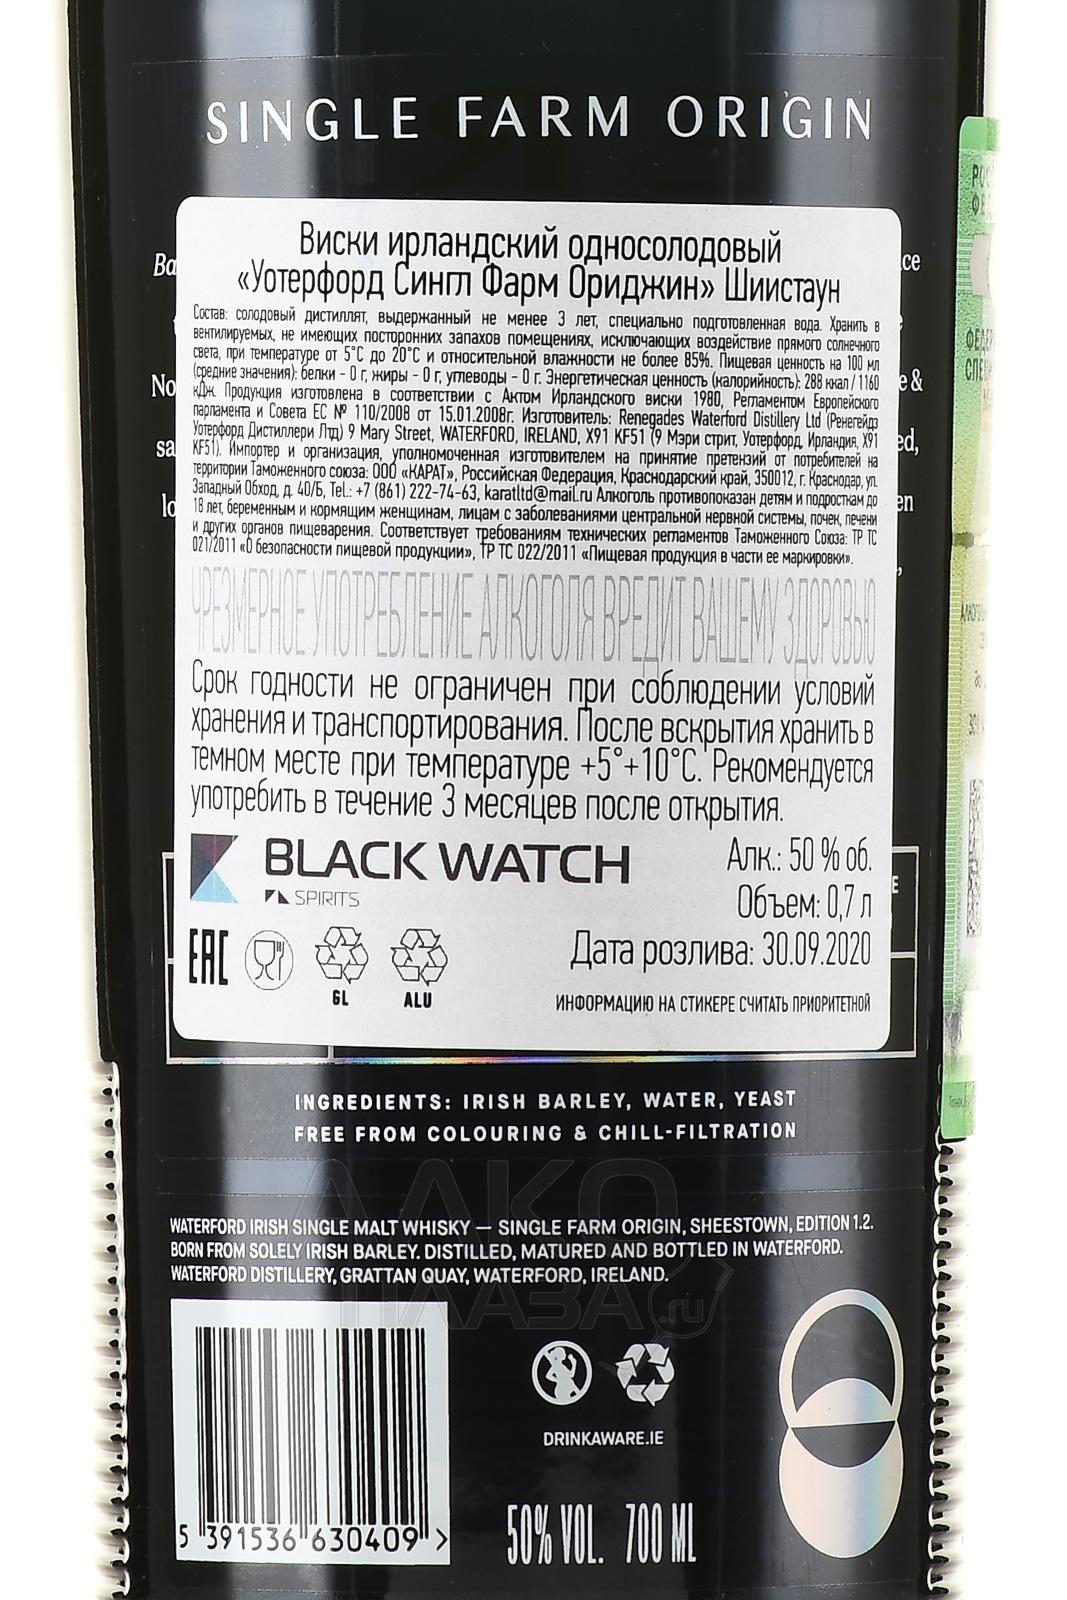 SINGLE FARM ORIGIN
Виски ирландский односолодовый
«Уотерфорд Сингл Фарм Ориджин» Шиистаун
Состав: солодовый дистиллят, выдержанный не менее 3 лет, специально подготовленная вода. Хранить в
вентилируемых, не имеющих посторонних запахов помещениях, исключающих воздействие прямого солнечного
света, при температуре от 5°С до 20°С и относительной влажности не более 85%. Пищевая ценность на 100 мл
(средние значения): белки - 0 г, жиры - 0 г, углеводы - 0 г. Энергетическая ценность (калорийность): 288 ккал / 1160
кДж. Продукция изготовлена в соответствии с Актом Ирландского виски 1980, Регламентом Европейского
парламента и Совета ЕС № 110/2008 от 15.01.2008г. Изготовитель: Renegades Waterford Distillery Ltd (Ренегейдз
Уотерфорд Дистиллери Лтд) 9 Mary Street, WATERFORD, IRELAND, X91 KF51 (9 Мэри стрит, Уотерфорд, Ирландия, X91
KF51). Импортер и организация, уполномоченная изготовителем на принятие претензий от потребителей на
территории Таможенного союза: ООО «КАРАТ», Российская Федерация, Краснодарский край, 350012, г. Краснодар, ул.
Западный Обход, д. 40/Б, Tel.: +7 (861) 222-74-63, karatltd@mail.ru Алкоголь противопоказан детям и подросткам до
18 лет, беременным и кормящим женщинам, лицам с заболеваниями центральной нервной системы, почек, печени
и других органов пищеварения. Соответствует требованиям технических регламентов Таможенного Союза: ТР ТС
021/2011 «О безопасности пищевой продукции», ТР ТС 022/2011 «Пищевая продукция в части ее маркировки».
ЧРЕЗМЕРНОЕ УПОТРЕБЛЕНИЕ АЛКОГОЛЯ ВРЕДИТ ВАШЕМУ ЗДОРОВЬЮ
Срок годности не ограничен при соблюдении условий
хранения и транспортирования. После вскрытия хранить в
темном месте при температуре +5°+10°С. Рекомендуется
употребить в течение 3 месяцев после открытия.
BLACK WATCH
SPIRITS
Алк.: 50 % об.
Объем: 0,7 л
Дата розлива: 30.09.2020
EAC
GL
ALU
ИНФОРМАЦИЮ НА СТИКЕРЕ СЧИТАТЬ ПРИОРИТЕТНОЙ
INGREDIENTS: IRISH BARLEY, WATER, YEAST
FREE FROM COLOURING & CHILL-FILTRATION
АЛКО
ПЛАЗА.ru
WATERFORD IRISH SINGLE MALT WHISKY — SINGLE FARM ORIGIN, SHEESTOWN, EDITION 1.2.
BORN FROM SOLELY IRISH BARLEY. DISTILLED, MATURED AND BOTTLED IN WATERFORD.
WATERFORD DISTILLERY, GRATTAN QUAY, WATERFORD, IRELAND.
DRINKAWARE.IE
5 391536 630409 >
50% VOL. 700 ML